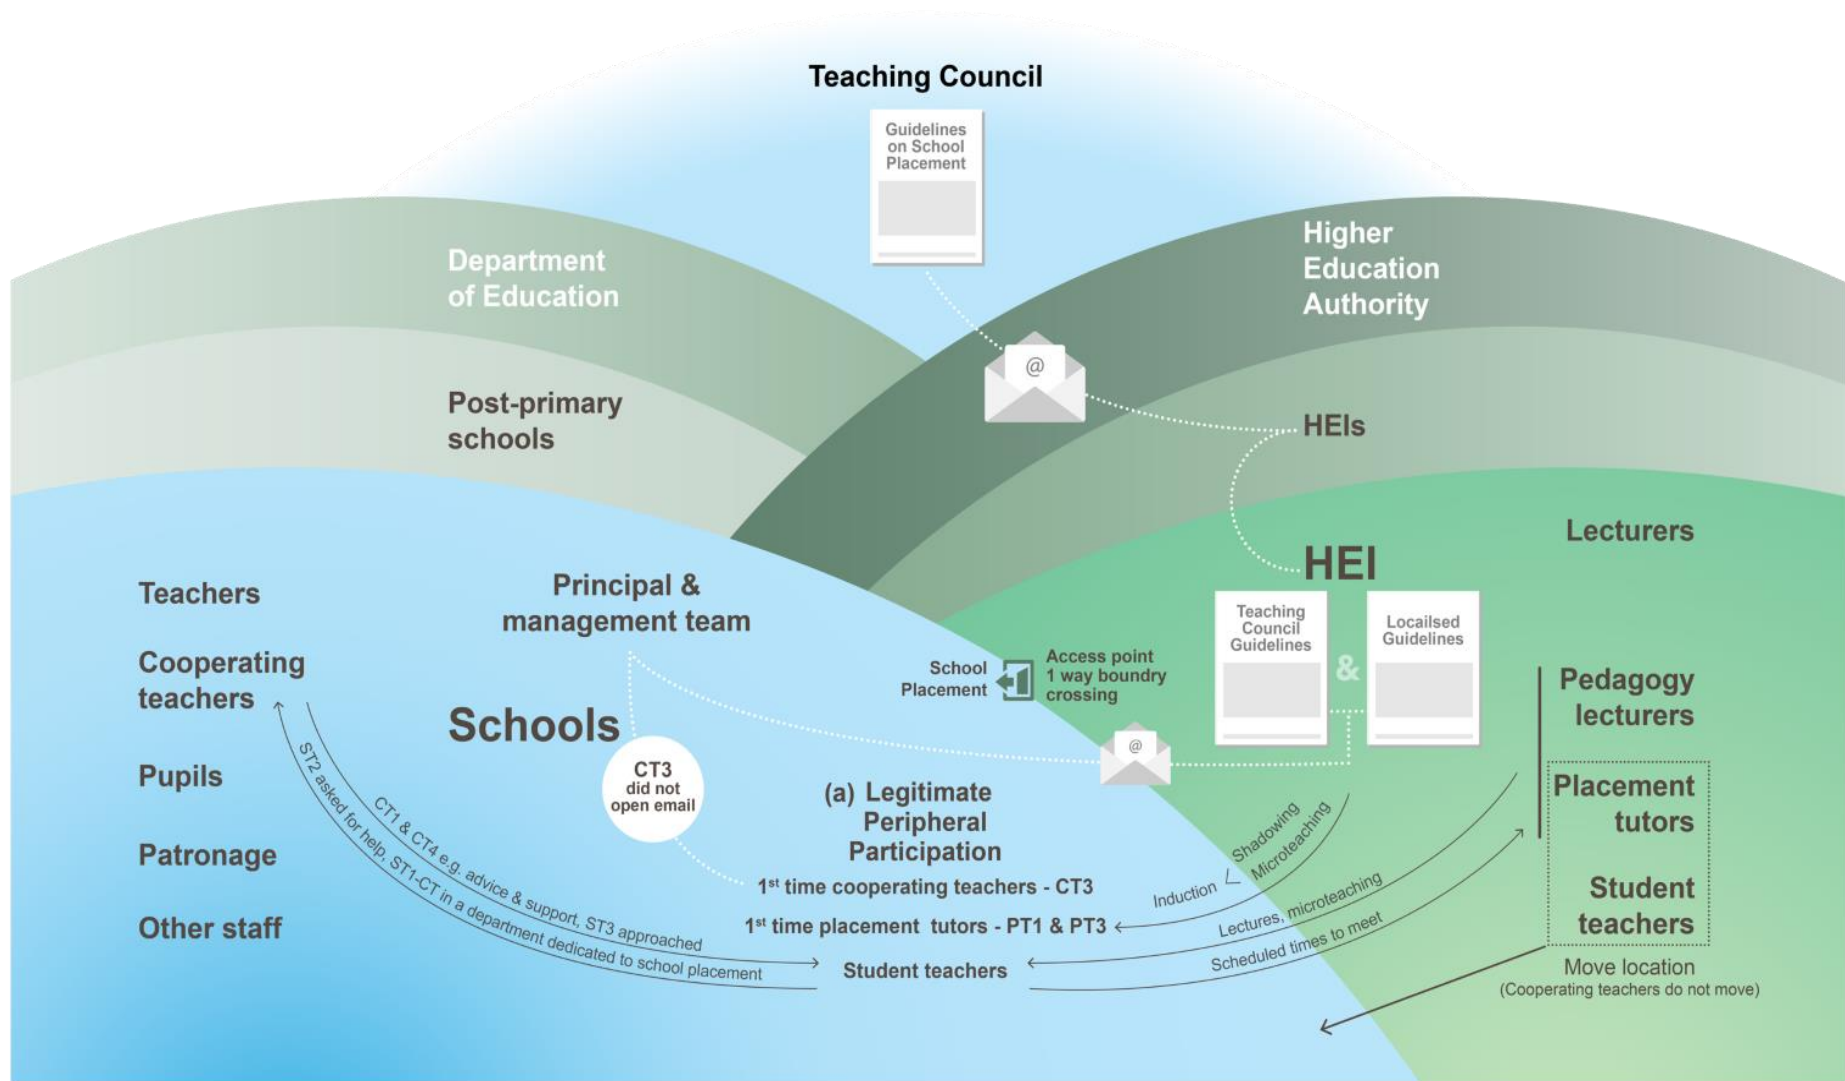 Teaching Council
Guidelines
on School
Placement
Department
of Education
Higher
Education
Authority
@
Post-primary
schools
HEIs
Lecturers
HEI
Teachers
Principal &
management team
Teaching
Council
Guidelines
&
Locailsed
Guidelines
Cooperating
teachers
School
Placement
Access point
1 way boundry
crossing
Pedagogy
lecturers
Schools
@
Pupils
CT3
did not
open email
(a) Legitimate
Peripheral
Participation
Placement
tutors
Shadowing
Microteaching
Induction
Patronage
1st time cooperating teachers - CT3
1st time placement tutors - PT1 & PT3
Student teachers
Other staff
CT1 & CT4 e.g. advice & support, ST3 approached
ST2 asked for help, ST1-CT in a department dedicated to school placement
Lectures, microteaching
Scheduled times to meet
Student
teachers
Move location
(Cooperating teachers do not move)